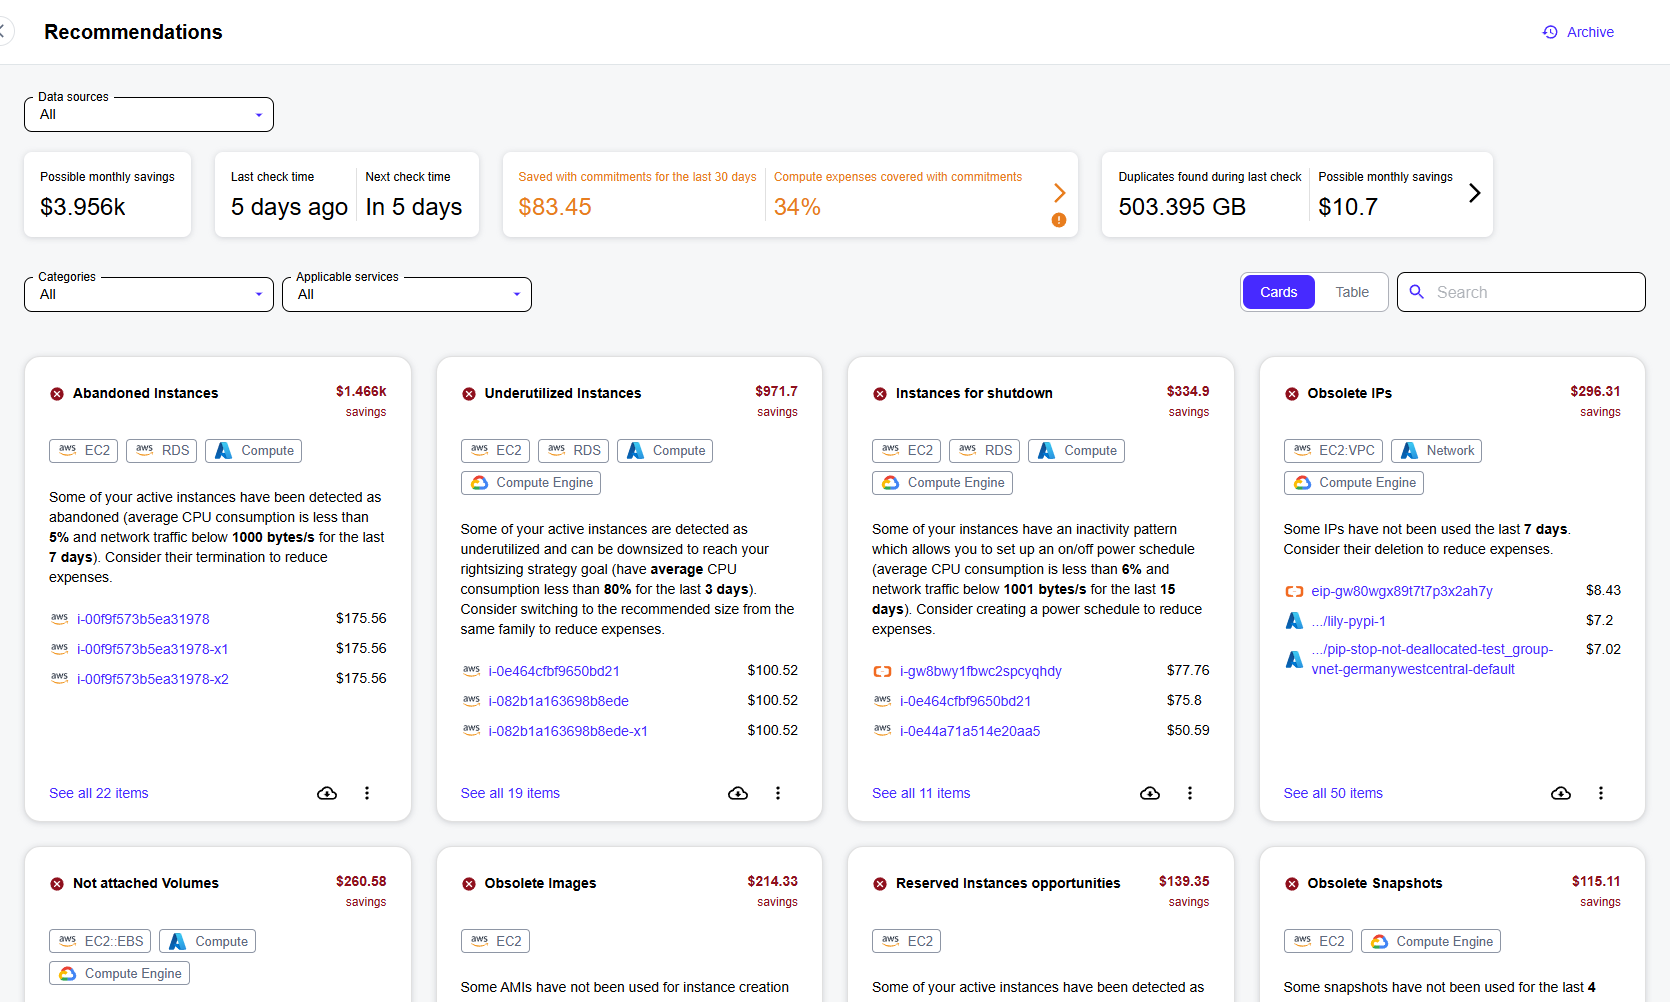 Recommendations
Archive
Data sources
All
Possible monthly savings
$3.956k
Last check time
5 days ago
Next check time
In 5 days
Saved with commitments for the last 30 days
$83.45
Compute expenses covered with commitments
34%
Duplicates found during last check
503.395 GB
Possible monthly savings
$10.7
Categories
All
Applicable services
All
Cards
Table
Search
Abandoned Instances
$1.466k
savings
aws EC2
aws RDS
Compute
Some of your active instances have been detected as
abandoned (average CPU consumption is less than
5% and network traffic below 1000 bytes/s for the last
7 days). Consider their termination to reduce
expenses.
aws i-00f9f573b5ea31978 $175.56
aws i-00f9f573b5ea31978-x1 $175.56
aws i-00f9f573b5ea31978-x2 $175.56
See all 22 items
Underutilized Instances
$971.7
savings
aws EC2
aws RDS
Compute
Compute Engine
Some of your active instances are detected as
underutilized and can be downsized to reach your
rightsizing strategy goal (have average CPU
consumption less than 80% for the last 3 days).
Consider switching to the recommended size from the
same family to reduce expenses.
aws i-0e464cfbf9650bd21 $100.52
aws i-082b1a163698b8ede $100.52
aws i-082b1a163698b8ede-x1 $100.52
See all 19 items
Instances for shutdown
$334.9
savings
aws EC2
aws RDS
Compute
Compute Engine
Some of your instances have an inactivity pattern
which allows you to set up an on/off power schedule
(average CPU consumption is less than 6% and
network traffic below 1001 bytes/s for the last 15
days). Consider creating a power schedule to reduce
expenses.
i-gw8bwy1fbwc2spcyqhdy $77.76
aws i-0e464cfbf9650bd21 $75.8
aws i-0e44a71a514e20aa5 $50.59
See all 11 items
Obsolete IPs
$296.31
savings
aws EC2:VPC
Network
Compute Engine
Some IPs have not been used the last 7 days.
Consider their deletion to reduce expenses.
eip-gw80wgx89t7t7p3x2ah7y $8.43
.../lily-pypi-1 $7.2
.../pip-stop-not-deallocated-test_group- $7.02
vnet-germanywestcentral-default
See all 50 items
Not attached Volumes
$260.58
savings
aws EC2::EBS
Compute
Compute Engine
Obsolete Images
$214.33
savings
aws EC2
Some AMIs have not been used for instance creation
Reserved Instances opportunities
$139.35
savings
aws EC2
Some of your active instances have been detected as
Obsolete Snapshots
$115.11
savings
aws EC2
Compute Engine
Some snapshots have not been used for the last 4